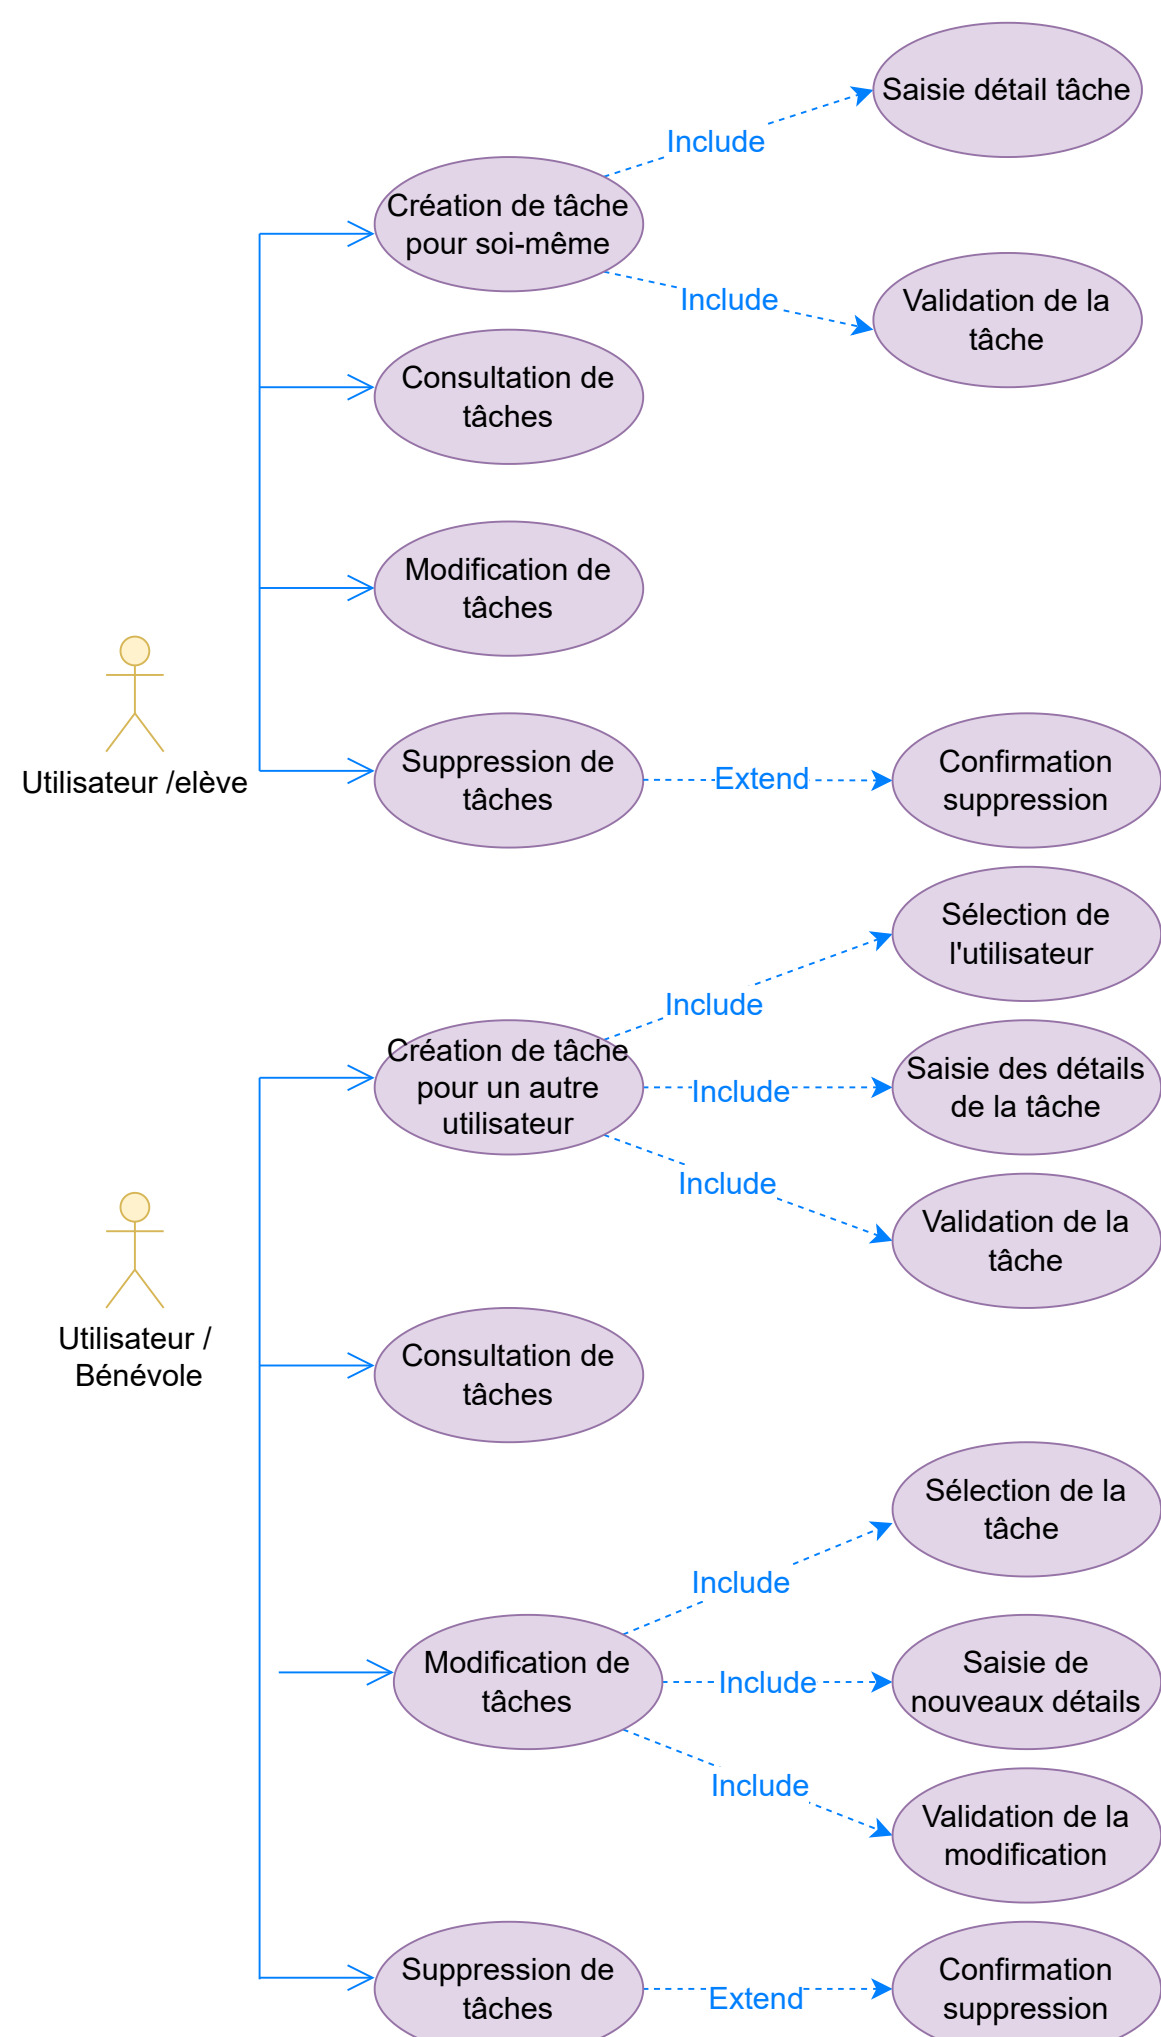 Saisie détail tâche
Include
Création de tâche
pour soi-même
Include
Validation de la
tâche
Consultation de
tâches
Modification de
tâches
Utilisateur /elève
Suppression de
tâches
Extend
Confirmation
suppression
Sélection de
l'utilisateur
Include
Création de tâche
pour un autre
utilisateur
Include
Saisie des détails
de la tâche
Include
Validation de la
tâche
Utilisateur /
Bénévole
Consultation de
tâches
Sélection de la
tâche
Include
Modification de
tâches
Include
Saisie de
nouveaux détails
Include
Validation de la
modification
Suppression de
tâches
Extend
Confirmation
suppression